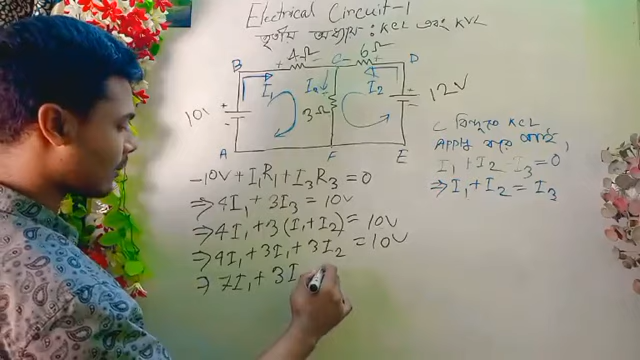 Electrical Circuit-1
তৃতীয় অধ্যায় : KCL এবং KVL
4Ω
6Ω
B
C
D
I₁
I₃
I₂
3Ω
10V
12V
A
F
E
-10V + I₁R₁ + I₃R₃ = 0
⇒ 4I₁ + 3I₃ = 10V
⇒ 4I₁ + 3(I₁+I₂) = 10V
⇒ 4I₁ + 3I₁ + 3I₂ = 10V
⇒ 7I₁ + 3I
C বিন্দুতে KCL
Apply করে পাই,
I₁ + I₂ - I₃ = 0
⇒ I₁ + I₂ = I₃